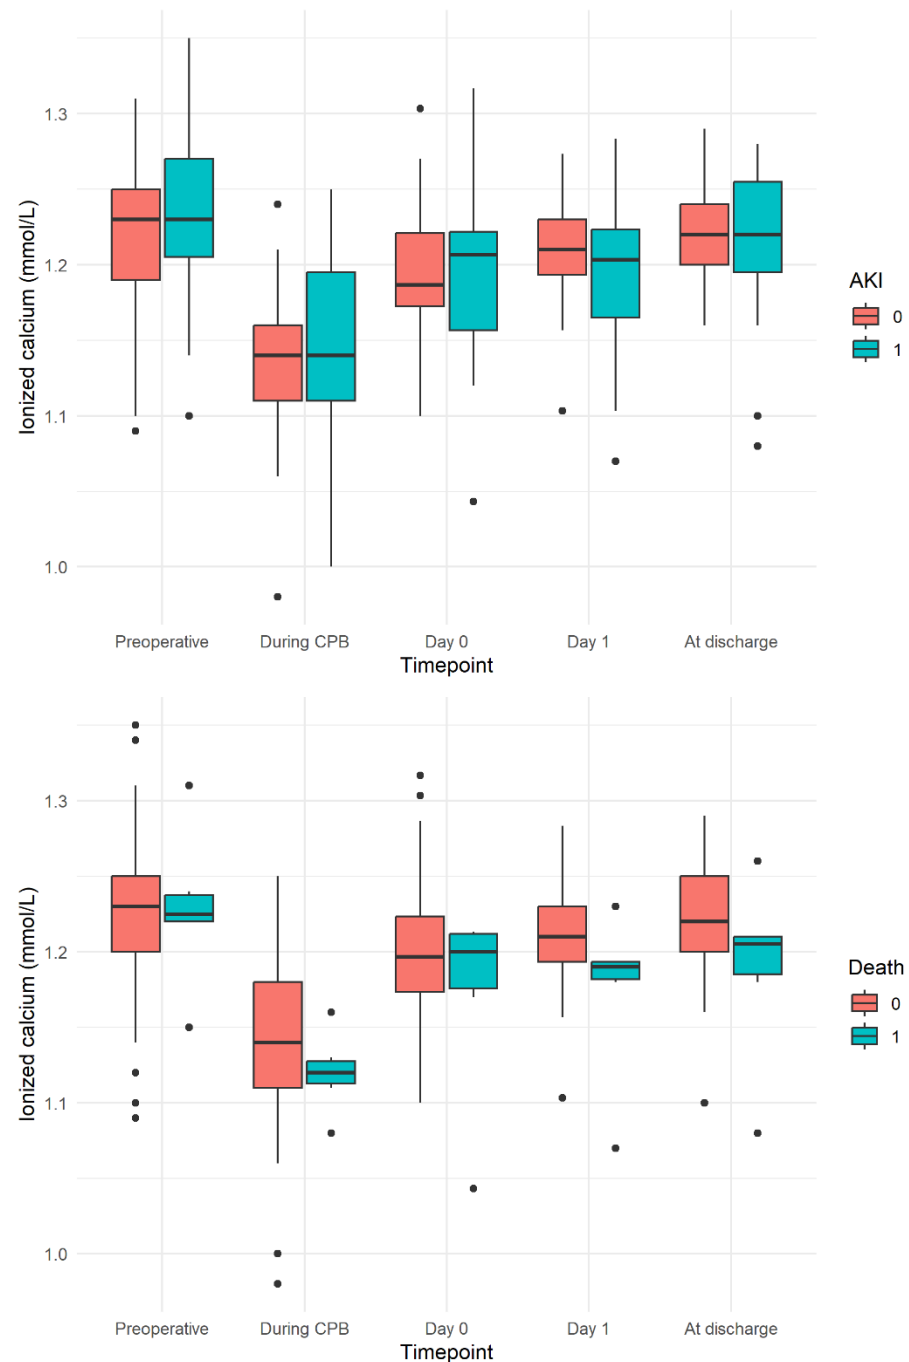 Ionized calcium (mmol/L)
1.3
1.2
1.1
1.0
Preoperative During CPB Day 0 Day 1 At discharge
Timepoint
AKI
0
1
Ionized calcium (mmol/L)
1.3
1.2
1.1
1.0
Preoperative During CPB Day 0 Day 1 At discharge
Timepoint
Death
0
1